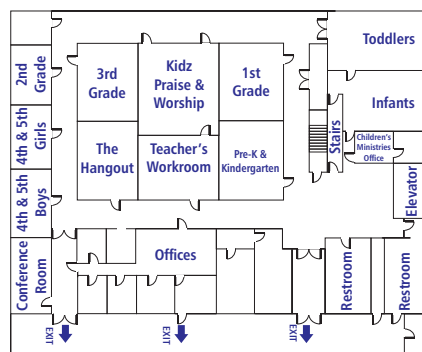 Toddlers
2nd
Grade
3rd
Grade
Kidz
Praise &
Worship
1st
Grade
Infants
4th & 5th
Girls
Stairs
Children's
Ministries
Office
The
Hangout
Teacher's
Workroom
Pre-K &
Kindergarten
4th & 5th
Boys
Elevator
Conference
Room
Offices
Restroom
Restroom
EXIT
EXIT
EXIT